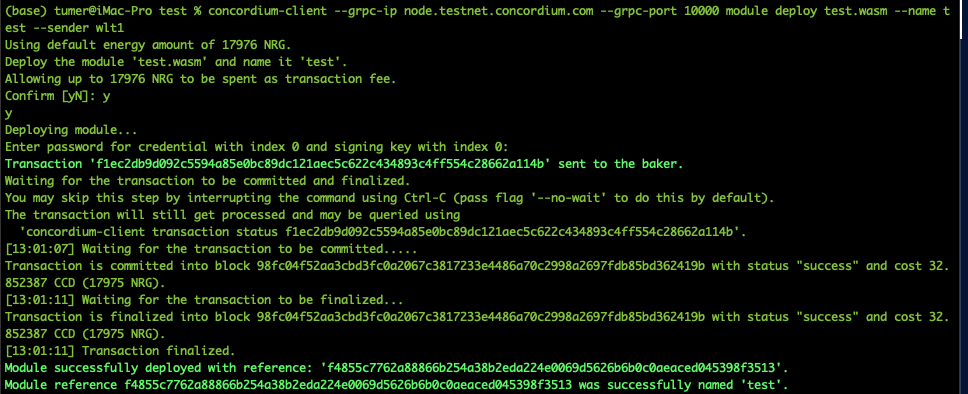 (base) tumer@iMac-Pro test % concordium-client --grpc-ip node.testnet.concordium.com --grpc-port 10000 module deploy test.wasm --name t
est --sender wlt1
Using default energy amount of 17976 NRG.
Deploy the module 'test.wasm' and name it 'test'.
Allowing up to 17976 NRG to be spent as transaction fee.
Confirm [yN]: y
y
Deploying module...
Enter password for credential with index 0 and signing key with index 0:
Transaction 'f1ec2db9d092c5594a85e0bc89dc121aec5c622c434893c4ff554c28662a114b' sent to the baker.
Waiting for the transaction to be committed and finalized.
You may skip this step by interrupting the command using Ctrl-C (pass flag '--no-wait' to do this by default).
The transaction will still get processed and may be queried using
  'concordium-client transaction status f1ec2db9d092c5594a85e0bc89dc121aec5c622c434893c4ff554c28662a114b'.
[13:01:07] Waiting for the transaction to be committed.....
Transaction is committed into block 98fc04f52aa3cbd3fc0a2067c3817233e4486a70c2998a2697fdb85bd362419b with status "success" and cost 32.
852387 CCD (17975 NRG).
[13:01:11] Waiting for the transaction to be finalized...
Transaction is finalized into block 98fc04f52aa3cbd3fc0a2067c3817233e4486a70c2998a2697fdb85bd362419b with status "success" and cost 32.
852387 CCD (17975 NRG).
[13:01:11] Transaction finalized.
Module successfully deployed with reference: 'f4855c7762a88866b254a38b2eda224e0069d5626b6b0c0aeaced045398f3513'.
Module reference f4855c7762a88866b254a38b2eda224e0069d5626b6b0c0aeaced045398f3513 was successfully named 'test'.